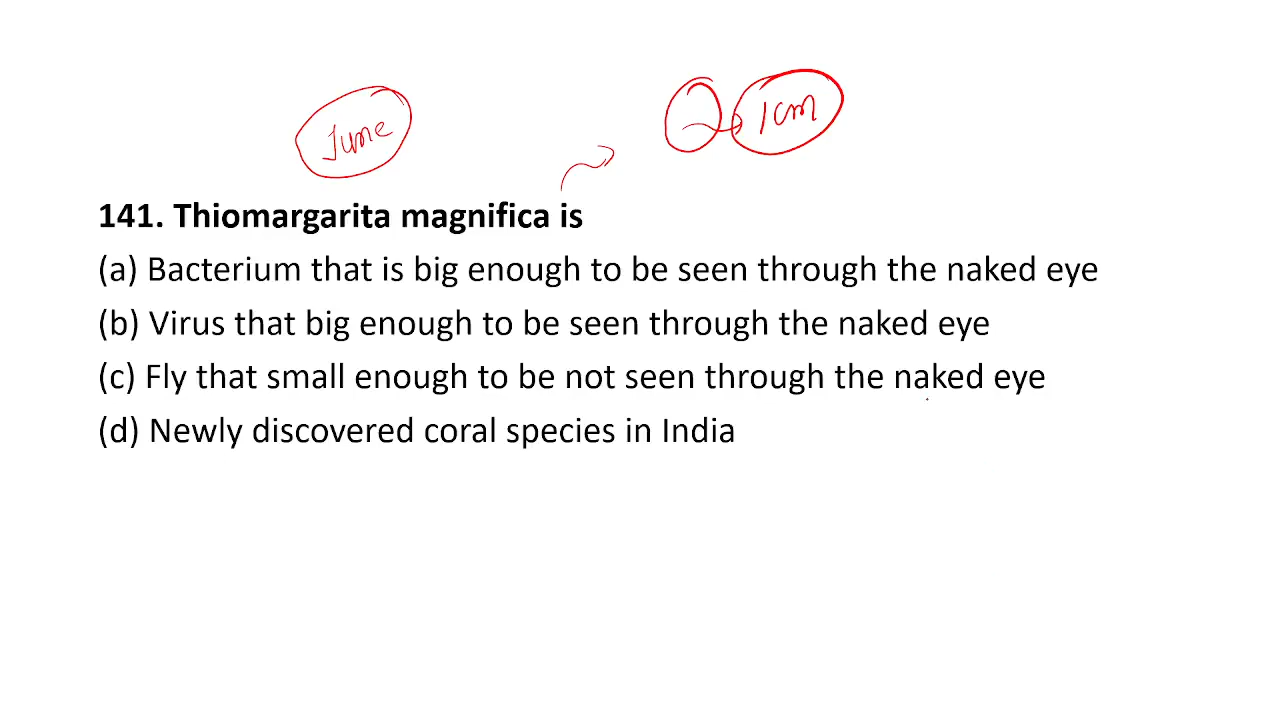 June
1 cm
141. Thiomargarita magnifica is
(a) Bacterium that is big enough to be seen through the naked eye
(b) Virus that big enough to be seen through the naked eye
(c) Fly that small enough to be not seen through the naked eye
(d) Newly discovered coral species in India